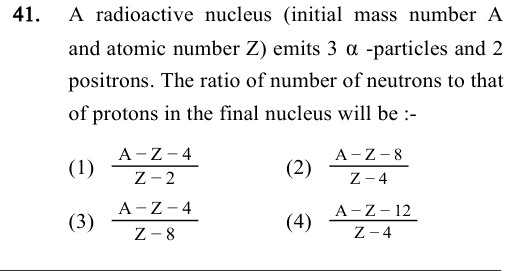 41. A radioactive nucleus (initial mass number A
and atomic number Z) emits 3 α -particles and 2
positrons. The ratio of number of neutrons to that
of protons in the final nucleus will be :-
(1) A – Z – 4 / Z – 2 (2) A – Z – 8 / Z – 4
(3) A – Z – 4 / Z – 8 (4) A – Z – 12 / Z – 4